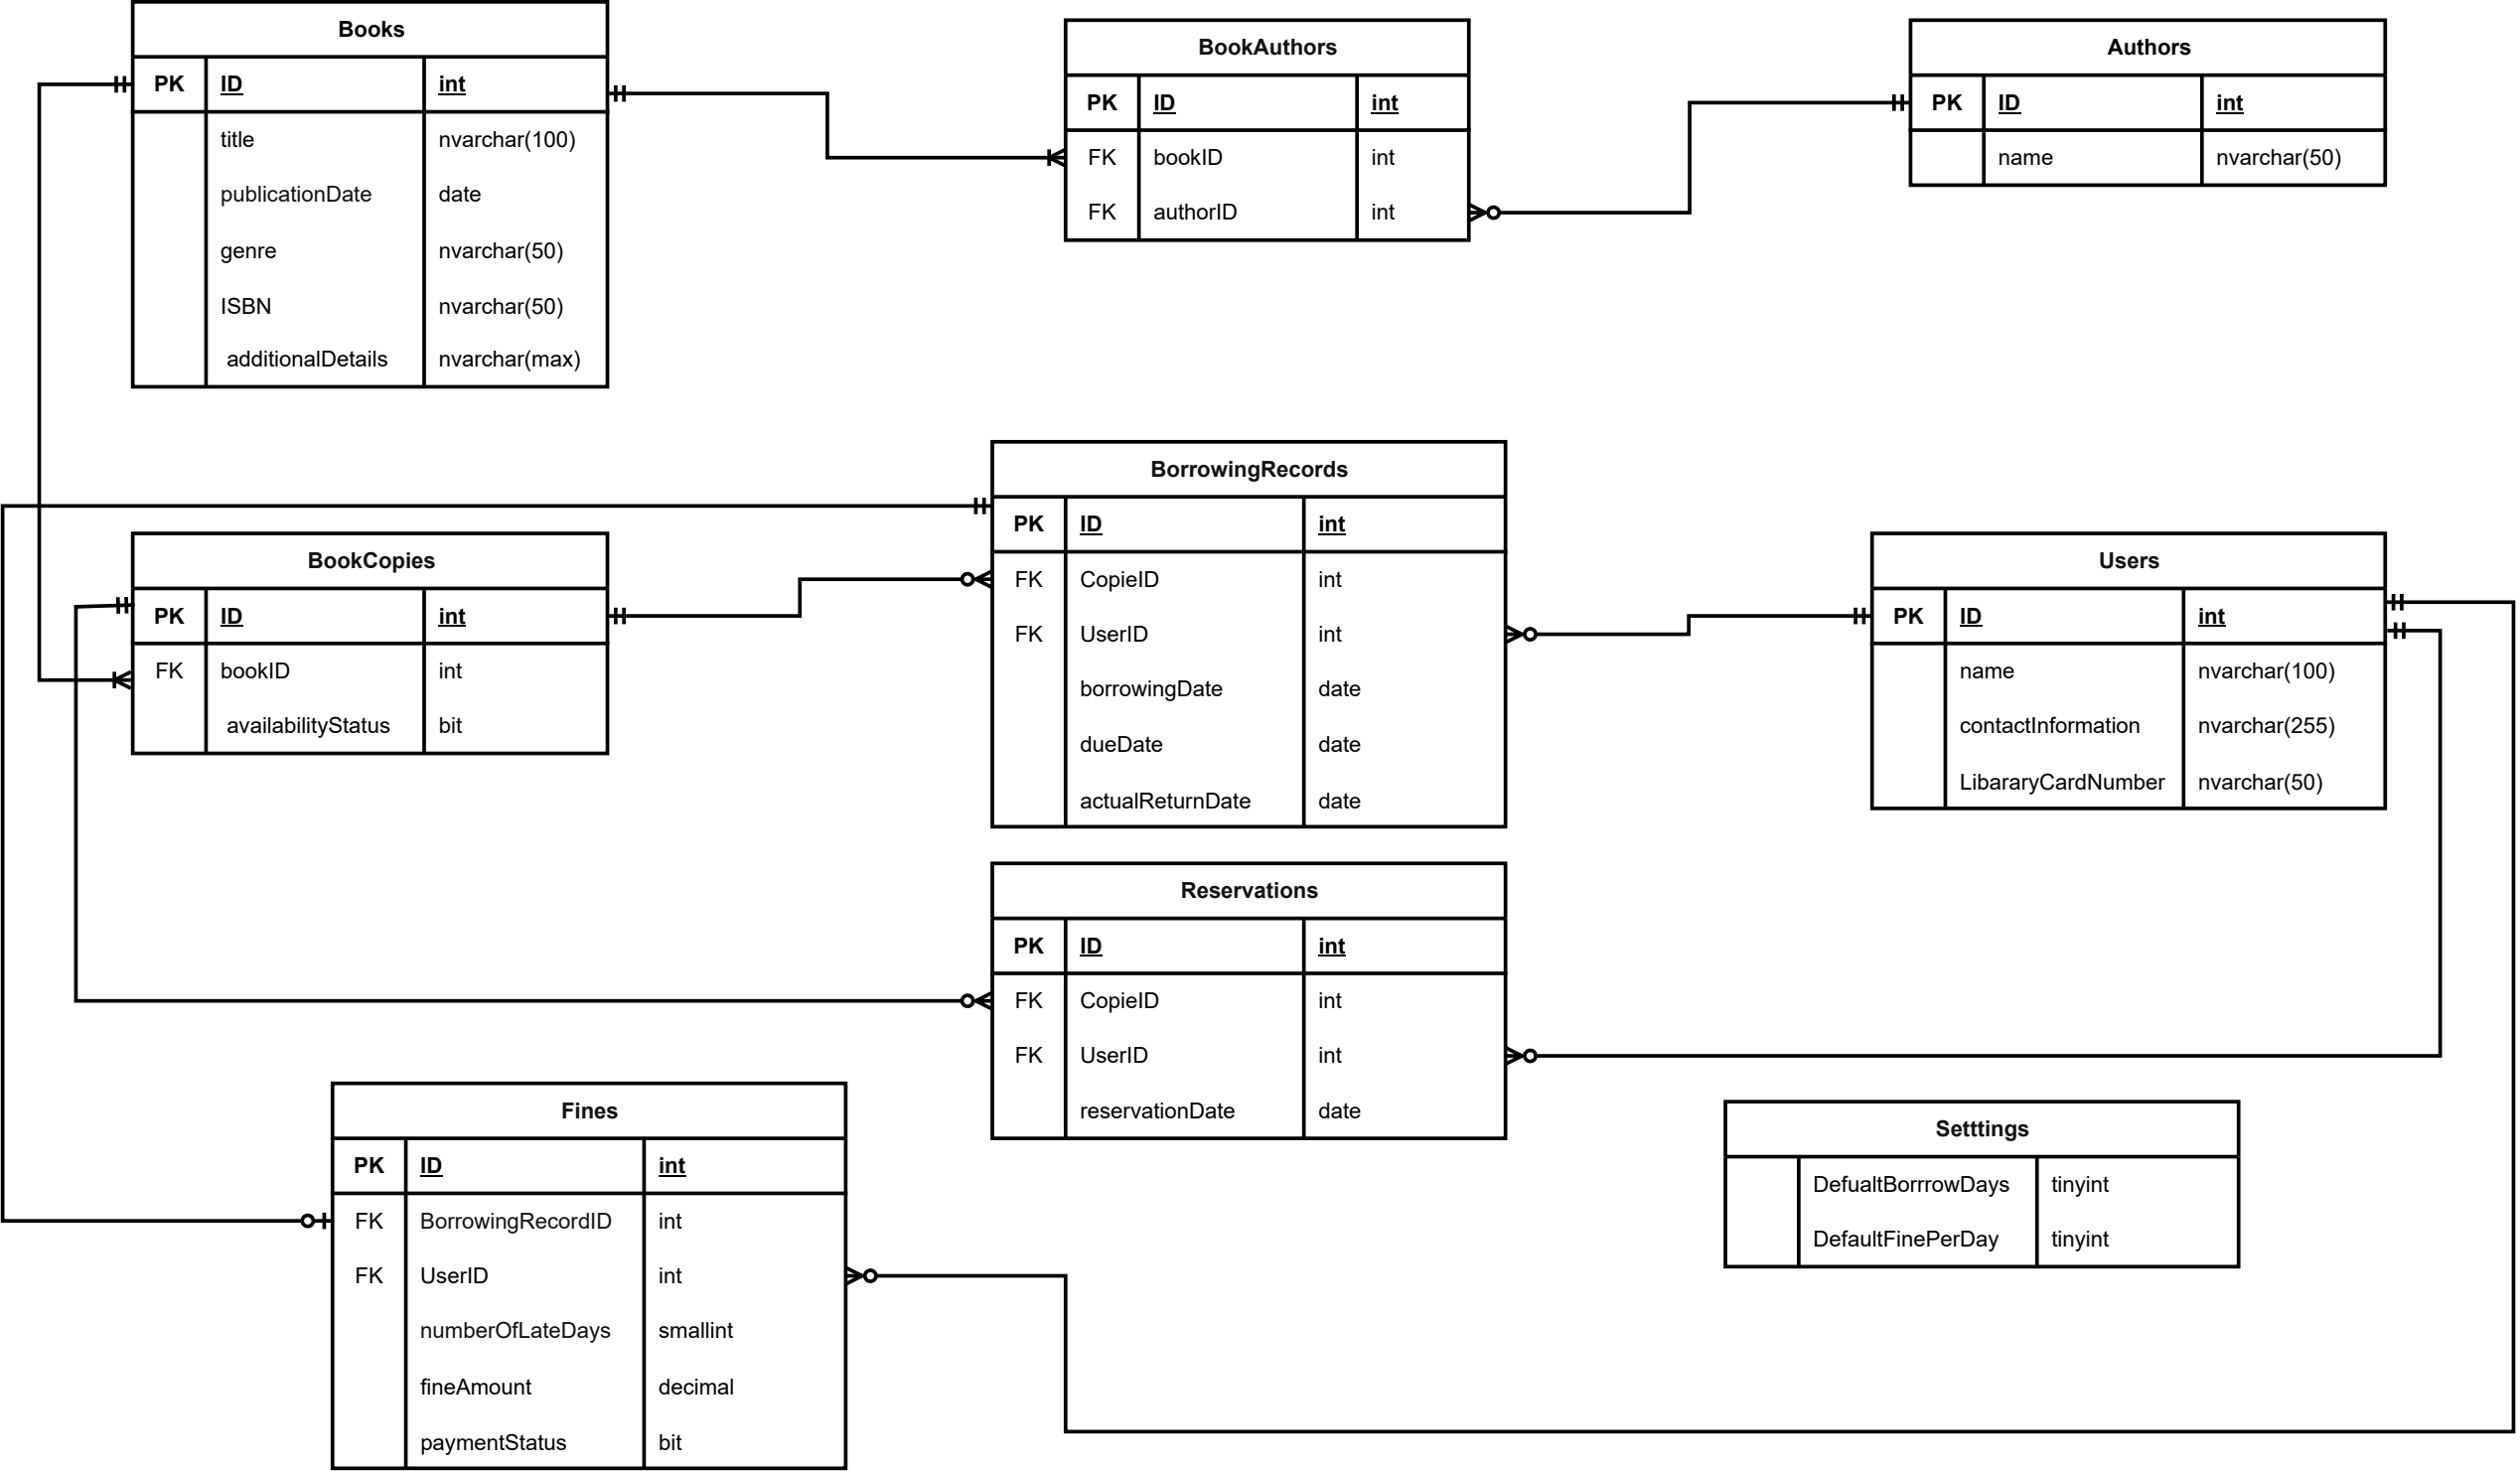 Books
PK ID int
title nvarchar(100)
publicationDate date
genre nvarchar(50)
ISBN nvarchar(50)
additionalDetails nvarchar(max)
BookAuthors
PK ID int
FK bookID int
FK authorID int
Authors
PK ID int
name nvarchar(50)
BookCopies
PK ID int
FK bookID int
availabilityStatus bit
BorrowingRecords
PK ID int
FK CopieID int
FK UserID int
borrowingDate date
dueDate date
actualReturnDate date
Users
PK ID int
name nvarchar(100)
contactInformation nvarchar(255)
LibararyCardNumber nvarchar(50)
Reservations
PK ID int
FK CopieID int
FK UserID int
reservationDate date
Fines
PK ID int
FK BorrowingRecordID int
FK UserID int
numberOfLateDays smallint
fineAmount decimal
paymentStatus bit
Setttings
DefualtBorrrowDays tinyint
DefaultFinePerDay tinyint